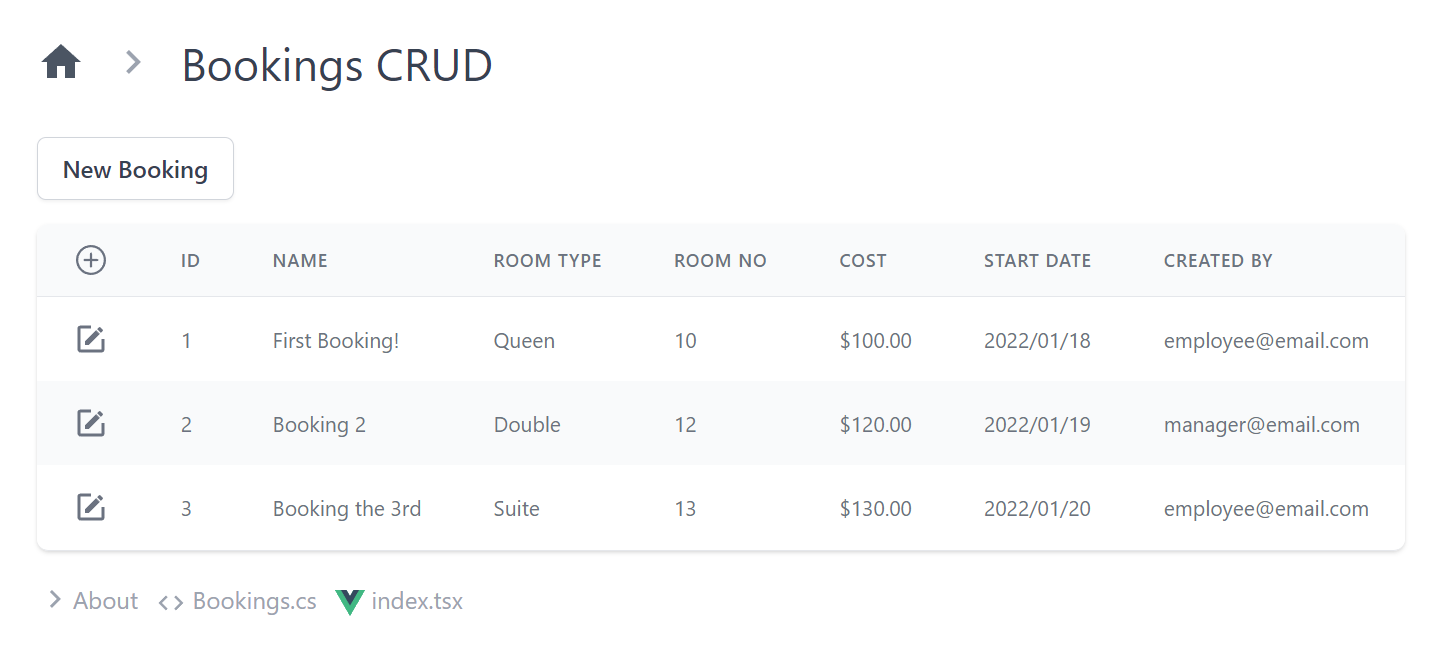 Bookings CRUD
New Booking
ID NAME ROOM TYPE ROOM NO COST START DATE CREATED BY
1 First Booking! Queen 10 $100.00 2022/01/18 employee@email.com
2 Booking 2 Double 12 $120.00 2022/01/19 manager@email.com
3 Booking the 3rd Suite 13 $130.00 2022/01/20 employee@email.com
About Bookings.cs index.tsx